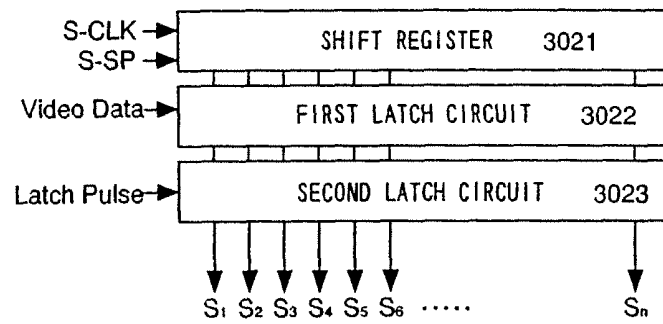 S-CLK
S-SP
SHIFT REGISTER 3021
Video Data
FIRST LATCH CIRCUIT 3022
Latch Pulse
SECOND LATCH CIRCUIT 3023
S1 S2 S3 S4 S5 S6 ····· Sn